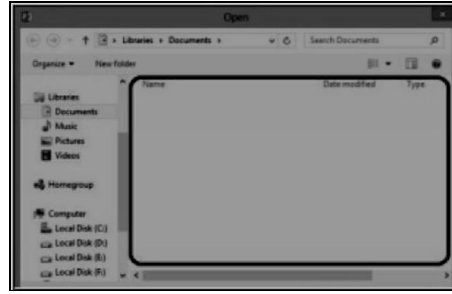 Open
Libraries Documents
Search Documents
Organize New folder
Name Date modified Type
Libraries
Documents
Music
Pictures
Videos
Homegroup
Computer
Local Disk (C:)
Local Disk (D:)
Local Disk (E:)
Local Disk (F:)